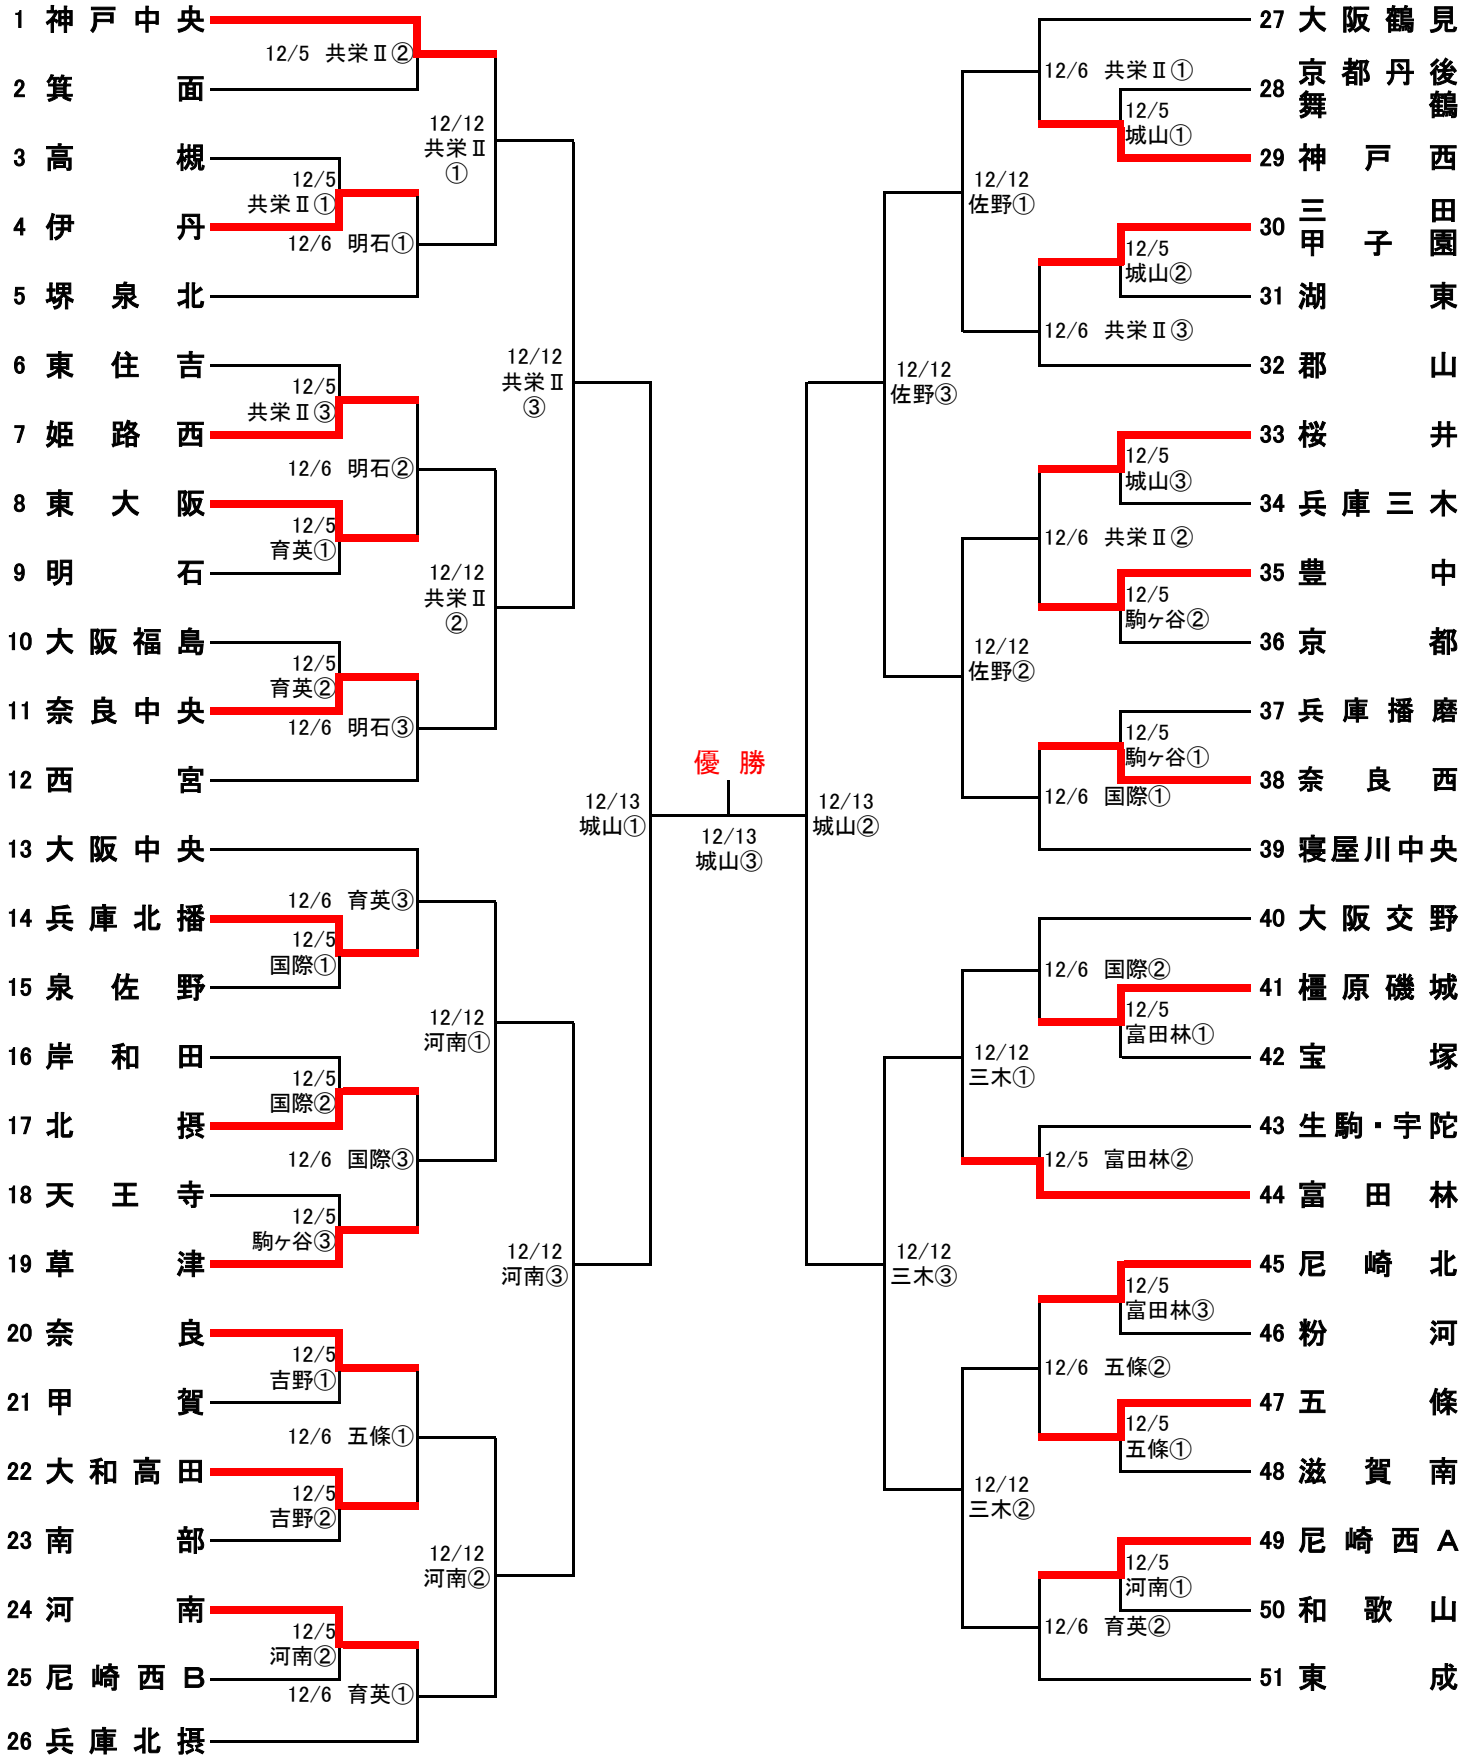 1 神戸中央
12/5 共栄Ⅱ②
2 箕面
12/12
共栄Ⅱ
①
3 高槻
12/5
共栄Ⅱ①
4 伊丹
12/6 明石①
5 堺泉北
12/12
共栄Ⅱ
③
6 東住吉
12/5
共栄Ⅱ③
7 姫路西
12/6 明石②
8 東大阪
12/5
育英①
9 明石
12/12
共栄Ⅱ
②
10 大阪福島
12/5
育英②
11 奈良中央
12/6 明石③
12 西宮
12/13
城山①
13 大阪中央
12/6 育英③
14 兵庫北播
12/5
国際①
15 泉佐野
12/12
河南①
16 岸和田
12/5
国際②
17 北摂
12/6 国際③
18 天王寺
12/5
駒ヶ谷③
19 草津
12/12
河南③
20 奈良
12/5
吉野①
21 甲賀
12/6 五條①
22 大和高田
12/5
吉野②
23 南部
12/12
河南②
24 河南
12/5
河南②
25 尼崎西B
12/6 育英①
26 兵庫北摂
優勝
12/13
城山③
27 大阪鶴見
12/6 共栄Ⅱ①
28 京都丹後
舞鶴
12/5
城山①
29 神戸西
12/12
佐野①
30 三田
甲子園
12/5
城山②
31 湖東
12/6 共栄Ⅱ③
32 郡山
12/12
佐野③
33 桜井
12/5
城山③
34 兵庫三木
12/6 共栄Ⅱ②
35 豊中
12/5
駒ヶ谷②
36 京都
12/12
佐野②
37 兵庫播磨
12/5
駒ヶ谷①
38 奈良西
12/6 国際①
39 寝屋川中央
12/13
城山②
40 大阪交野
12/6 国際②
41 橿原磯城
12/5
富田林①
42 宝塚
12/12
三木①
43 生駒・宇陀
12/5 富田林②
44 富田林
12/12
三木③
45 尼崎北
12/5
富田林③
46 粉河
12/6 五條②
47 五條
12/5
五條①
48 滋賀南
12/12
三木②
49 尼崎西A
12/5
河南①
50 和歌山
12/6 育英②
51 東成